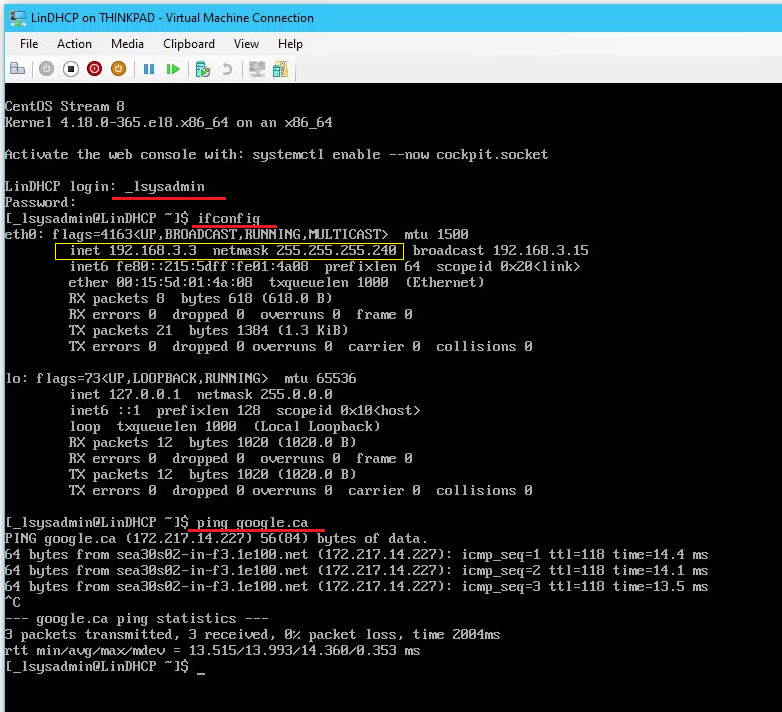 LinDHCP on THINKPAD - Virtual Machine Connection
File Action Media Clipboard View Help
CentOS Stream 8
Kernel 4.18.0-365.el8.x86_64 on an x86_64
Activate the web console with: systemctl enable --now cockpit.socket
LinDHCP login: _lsysadmin
Password:
[_lsysadmin@LinDHCP ~]$ ifconfig
eth0: flags=4163<UP,BROADCAST,RUNNING,MULTICAST>  mtu 1500
        inet 192.168.3.3  netmask 255.255.255.240  broadcast 192.168.3.15
        inet6 fe80::215:5dff:fe01:4a08  prefixlen 64  scopeid 0x20<link>
        ether 00:15:5d:01:4a:08  txqueuelen 1000  (Ethernet)
        RX packets 8  bytes 618 (618.0 B)
        RX errors 0  dropped 0  overruns 0  frame 0
        TX packets 21  bytes 1384 (1.3 KiB)
        TX errors 0  dropped 0 overruns 0  carrier 0  collisions 0
lo: flags=73<UP,LOOPBACK,RUNNING>  mtu 65536
        inet 127.0.0.1  netmask 255.0.0.0
        inet6 ::1  prefixlen 128  scopeid 0x10<host>
        loop  txqueuelen 1000  (Local Loopback)
        RX packets 12  bytes 1020 (1020.0 B)
        RX errors 0  dropped 0  overruns 0  frame 0
        TX packets 12  bytes 1020 (1020.0 B)
        TX errors 0  dropped 0 overruns 0  carrier 0  collisions 0
[_lsysadmin@LinDHCP ~]$ ping google.ca
PING google.ca (172.217.14.227) 56(84) bytes of data.
64 bytes from sea30s02-in-f3.1e100.net (172.217.14.227): icmp_seq=1 ttl=118 time=14.4 ms
64 bytes from sea30s02-in-f3.1e100.net (172.217.14.227): icmp_seq=2 ttl=118 time=14.1 ms
64 bytes from sea30s02-in-f3.1e100.net (172.217.14.227): icmp_seq=3 ttl=118 time=13.5 ms
^C
--- google.ca ping statistics ---
3 packets transmitted, 3 received, 0% packet loss, time 2004ms
rtt min/avg/max/mdev = 13.515/13.993/14.360/0.353 ms
[_lsysadmin@LinDHCP ~]$ _